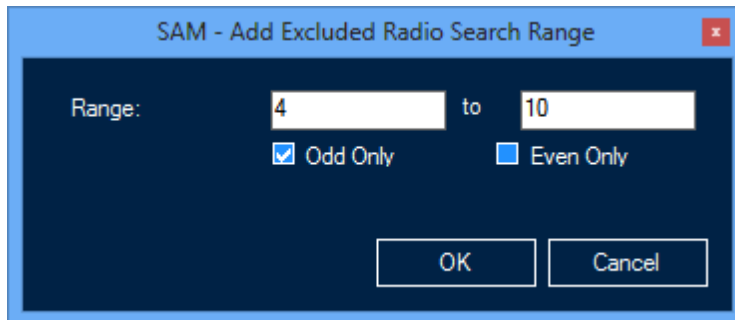 SAM - Add Excluded Radio Search Range
x
Range: 4 to 10
Odd Only Even Only
OK Cancel